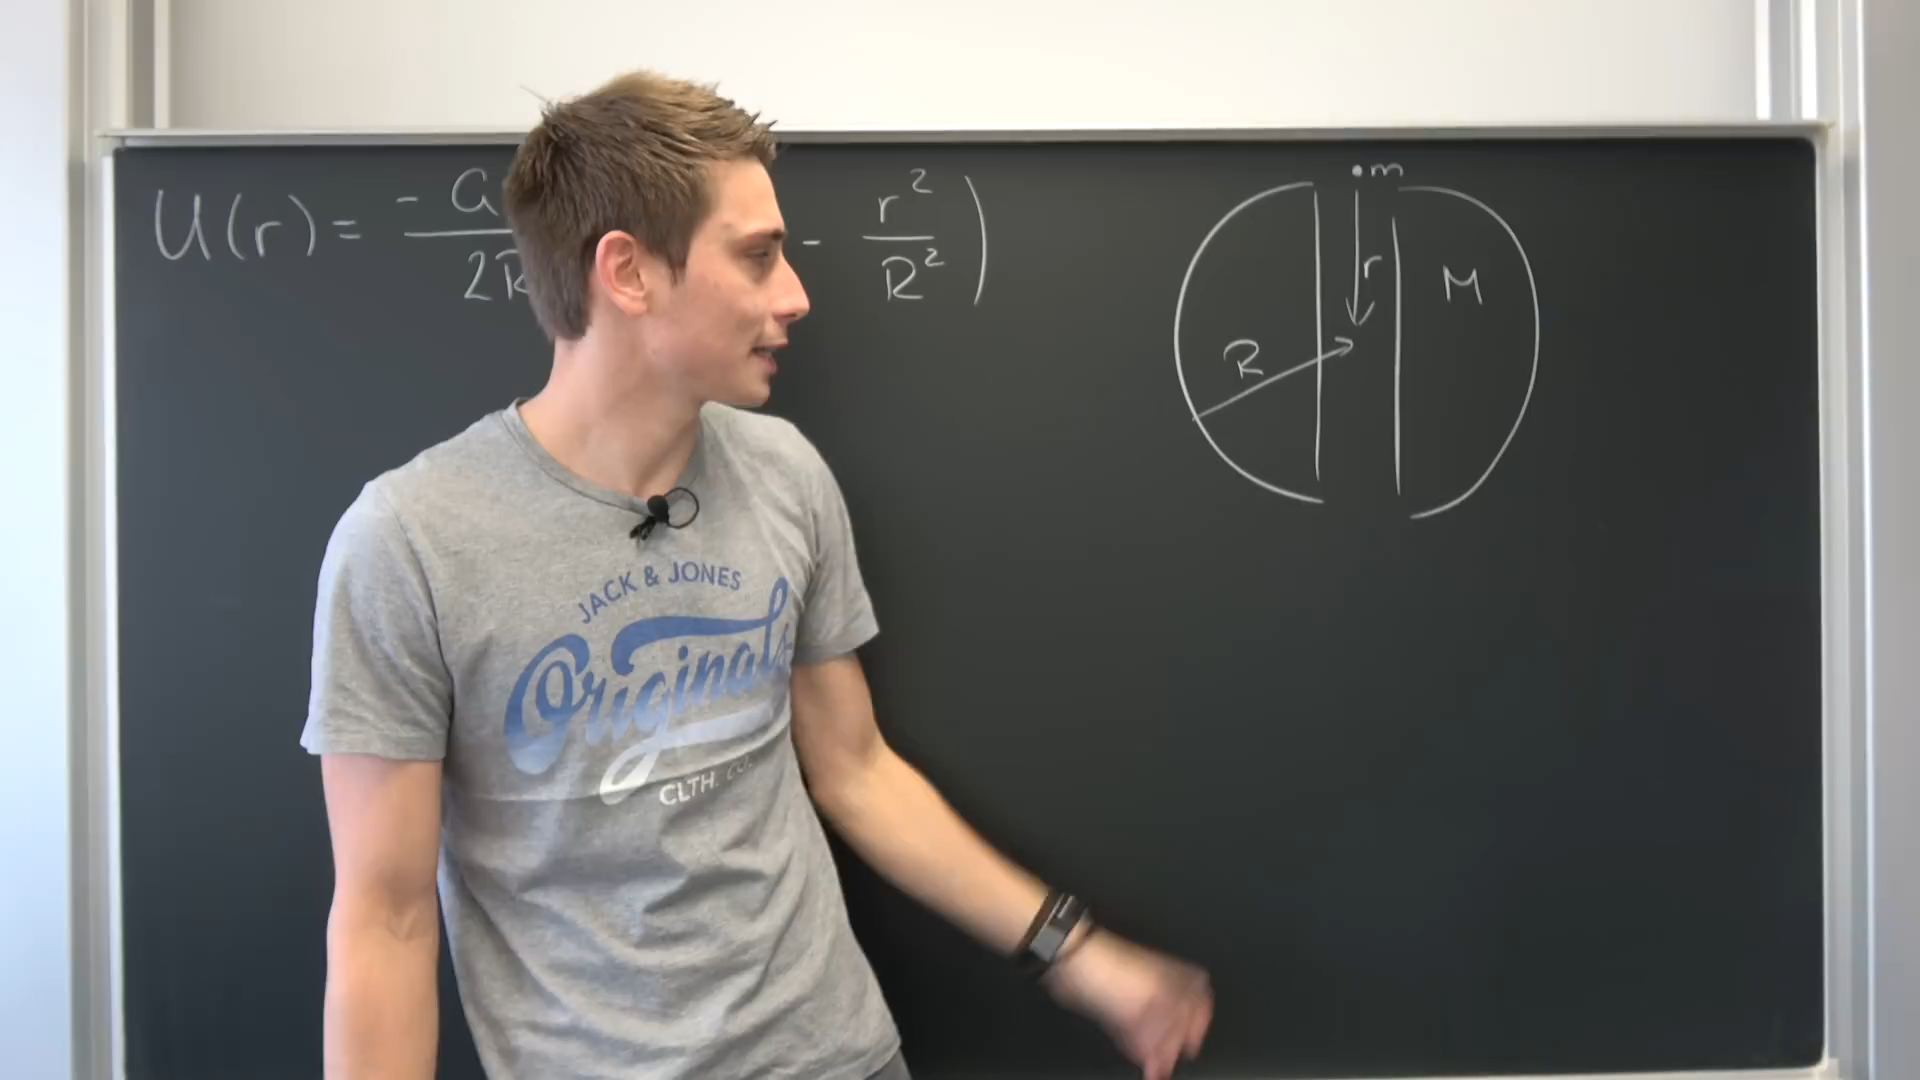 U(r) = -G / 2R - r² / R² )
m
r
M
R
JACK & JONES
Originals
CLTH. CO.